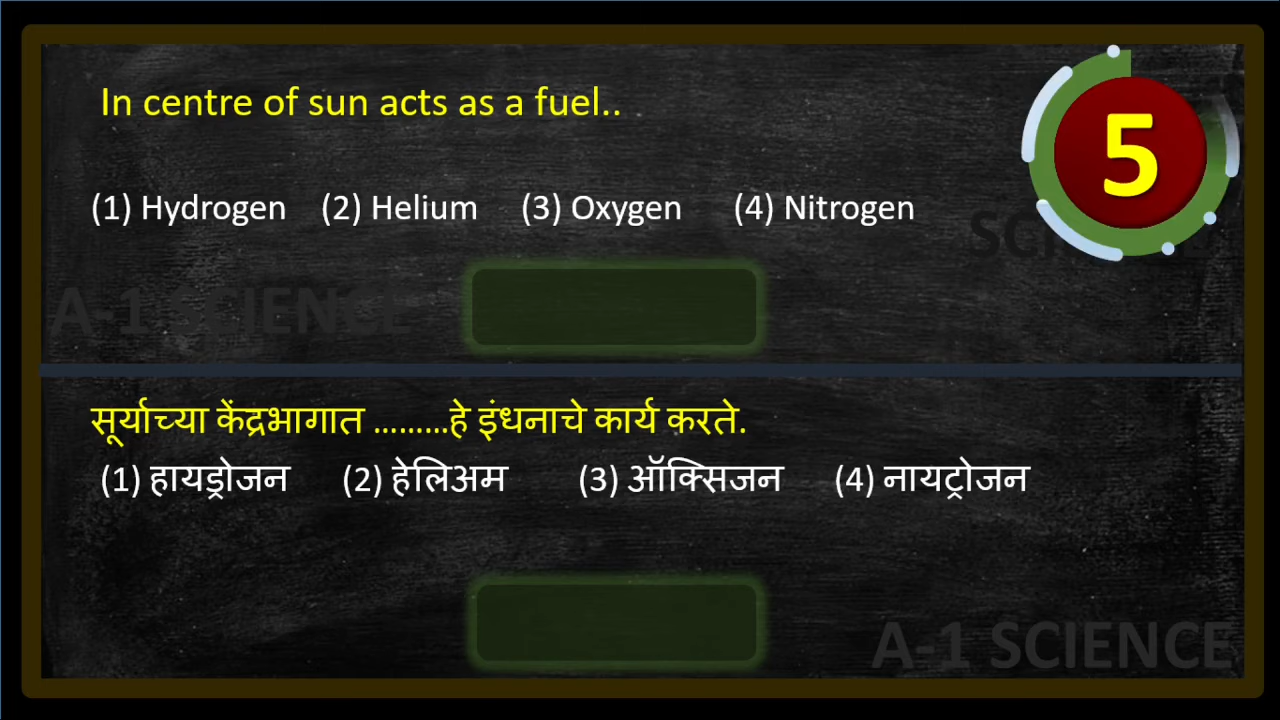 In centre of sun acts as a fuel..
5
(1) Hydrogen (2) Helium (3) Oxygen (4) Nitrogen
A-1 SCIENCE
सूर्याच्या केंद्रभागात .........हे इंधनाचे कार्य करते.
(1) हायड्रोजन (2) हेलिअम (3) ऑक्सिजन (4) नायट्रोजन
A-1 SCIENCE